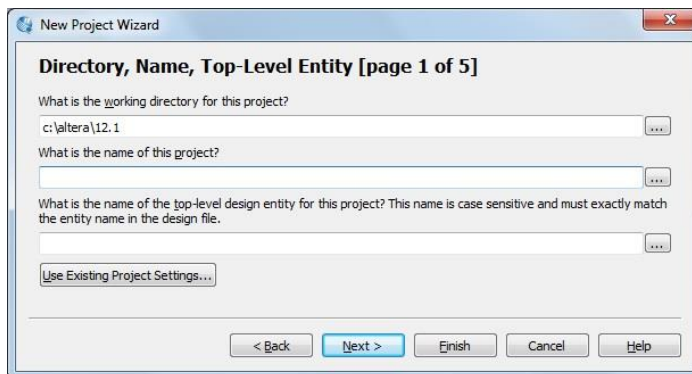 New Project Wizard
Directory, Name, Top-Level Entity [page 1 of 5]
What is the working directory for this project?
c:\altera\12.1
...
What is the name of this project?
...
What is the name of the top-level design entity for this project? This name is case sensitive and must exactly match
the entity name in the design file.
...
Use Existing Project Settings...
< Back
Next >
Finish
Cancel
Help